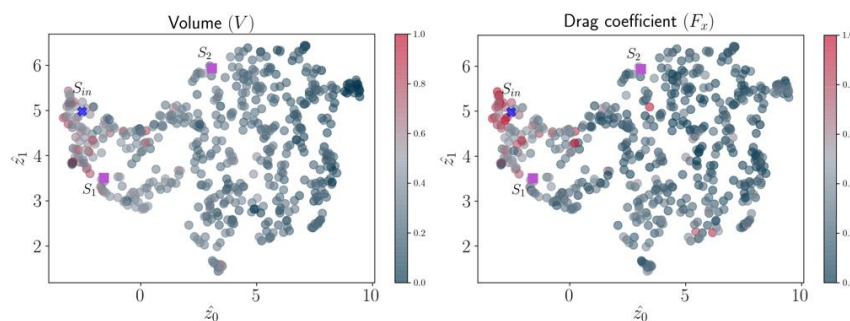 Volume (V)
6
5
4
3
2
0
5
10
ẑ₁
ẑ₀
S_in
S₁
S₂
1.0
0.8
0.6
0.4
0.2
0.0
Drag coefficient (Fₓ)
6
5
4
3
2
0
5
10
ẑ₁
ẑ₀
S_in
S₁
S₂